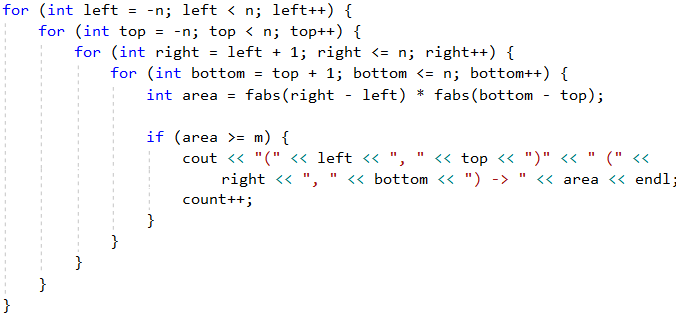 for (int left = -n; left < n; left++) {
    for (int top = -n; top < n; top++) {
        for (int right = left + 1; right <= n; right++) {
            for (int bottom = top + 1; bottom <= n; bottom++) {
                int area = fabs(right - left) * fabs(bottom - top);

                if (area >= m) {
                    cout << "(" << left << ", " << top << ")" << " (" <<
                        right << ", " << bottom << ") -> " << area << endl;
                    count++;
                }
            }
        }
    }
}